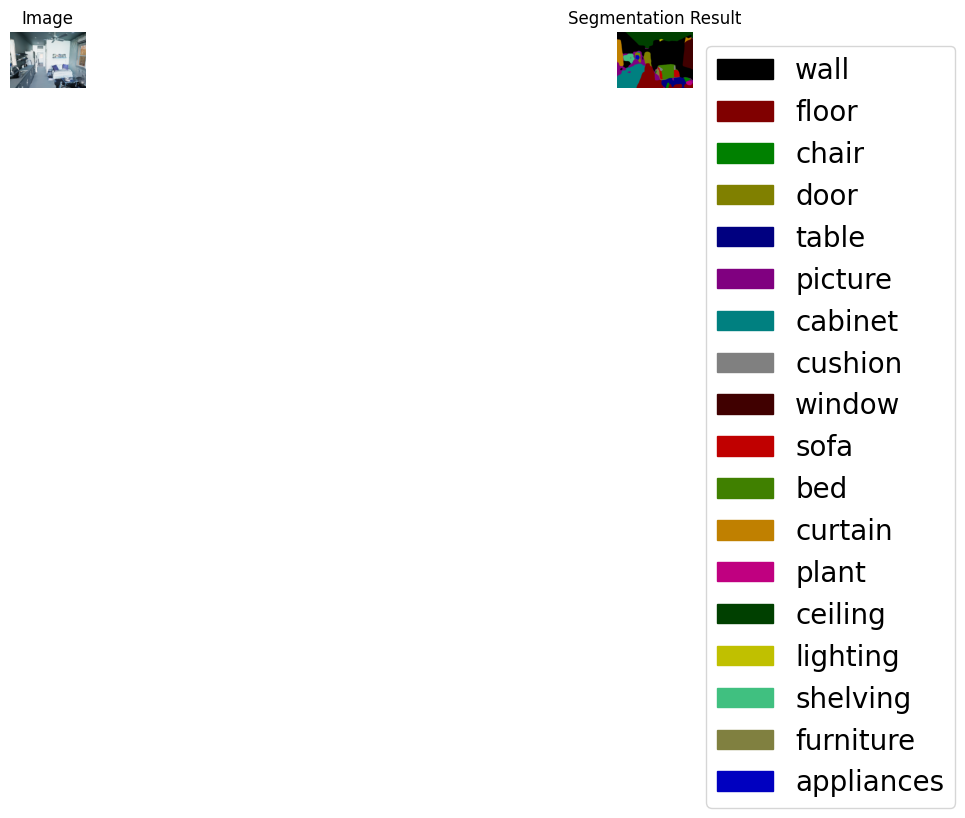 Image
Segmentation Result
wall
floor
chair
door
table
picture
cabinet
cushion
window
sofa
bed
curtain
plant
ceiling
lighting
shelving
furniture
appliances